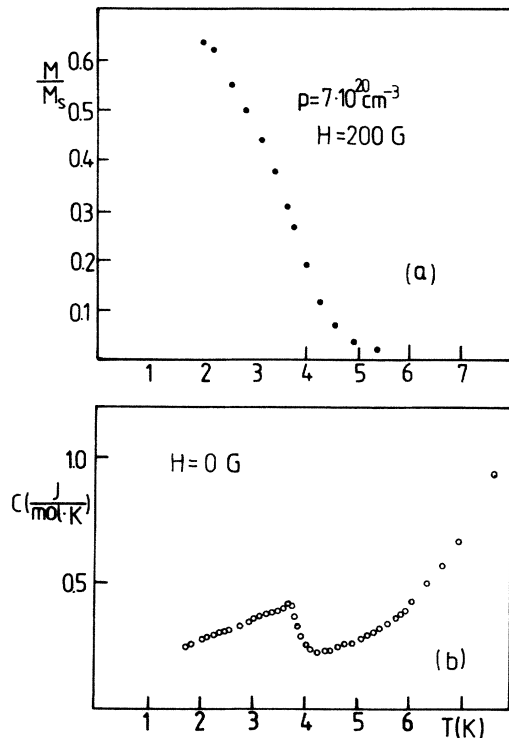 0.6
M/M_s
0.5
p=7·10^20 cm^-3
H=200 G
0.4
0.3
0.2
(a)
0.1
1 2 3 4 5 6 7
1.0
H=0 G
C(J/mol·K)
0.5
(b)
1 2 3 4 5 6 T(K)